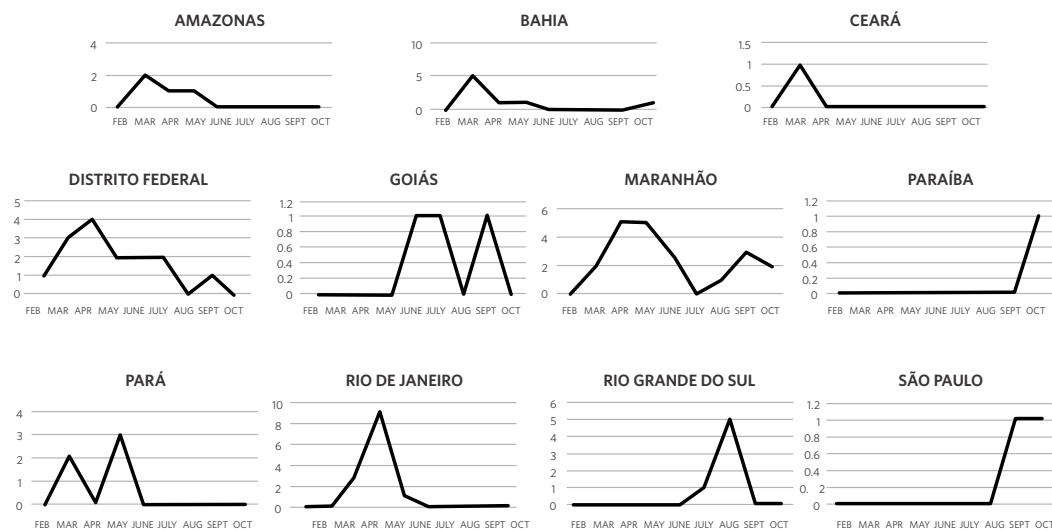 AMAZONAS
4
2
0
FEB MAR APR MAY JUNE JULY AUG SEPT OCT
BAHIA
10
5
0
FEB MAR APR MAY JUNE JULY AUG SEPT OCT
CEARÁ
1.5
1
0.5
0
FEB MAR APR MAY JUNE JULY AUG SEPT OCT
DISTRITO FEDERAL
5
4
3
2
1
0
FEB MAR APR MAY JUNE JULY AUG SEPT OCT
GOIÁS
1.2
1
0.8
0.6
0.4
0.2
0
FEB MAR APR MAY JUNE JULY AUG SEPT OCT
MARANHÃO
6
4
2
0
FEB MAR APR MAY JUNE JULY AUG SEPT OCT
PARAÍBA
1.2
1
0.8
0.6
0.4
0.2
0
FEB MAR APR MAY JUNE JULY AUG SEPT OCT
PARÁ
4
3
2
1
0
FEB MAR APR MAY JUNE JULY AUG SEPT OCT
RIO DE JANEIRO
10
8
6
4
2
0
FEB MAR APR MAY JUNE JULY AUG SEPT OCT
RIO GRANDE DO SUL
6
5
4
3
2
1
0
FEB MAR APR MAY JUNE JULY AUG SEPT OCT
SÃO PAULO
1.2
1
0.8
0.6
0.4
0. 2
0
FEB MAR APR MAY JUNE JULY AUG SEPT OCT